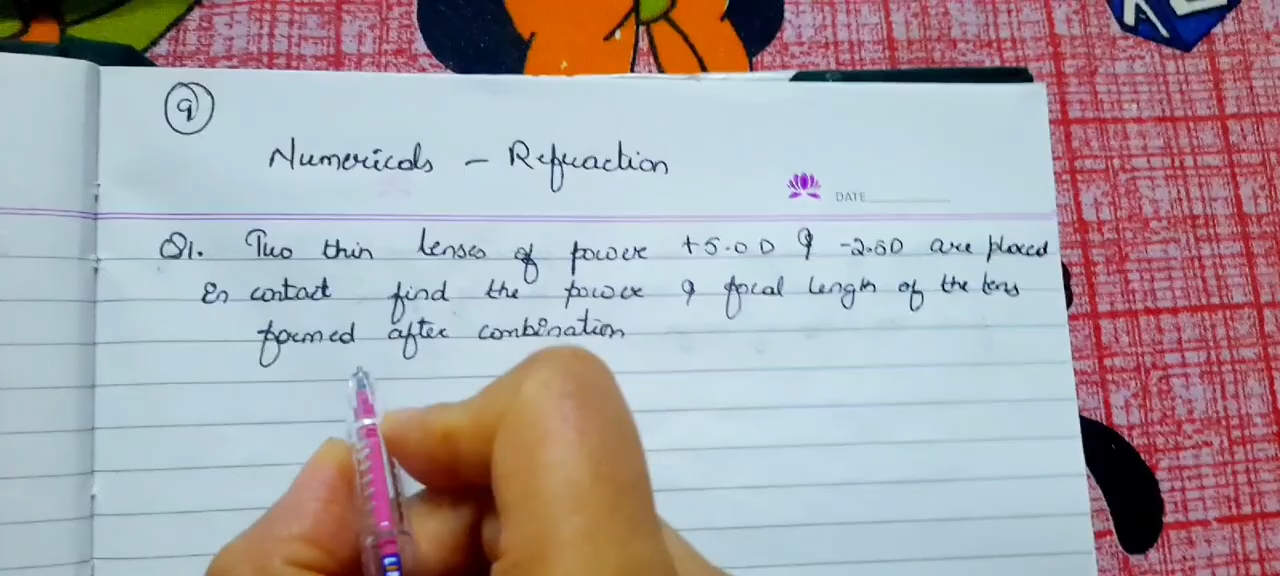 9
Numericals - Refraction
DATE
Q1. Two thin lenses of power +5.0D & -2.5D are placed
in contact find the power & focal length of the lens
formed after combination